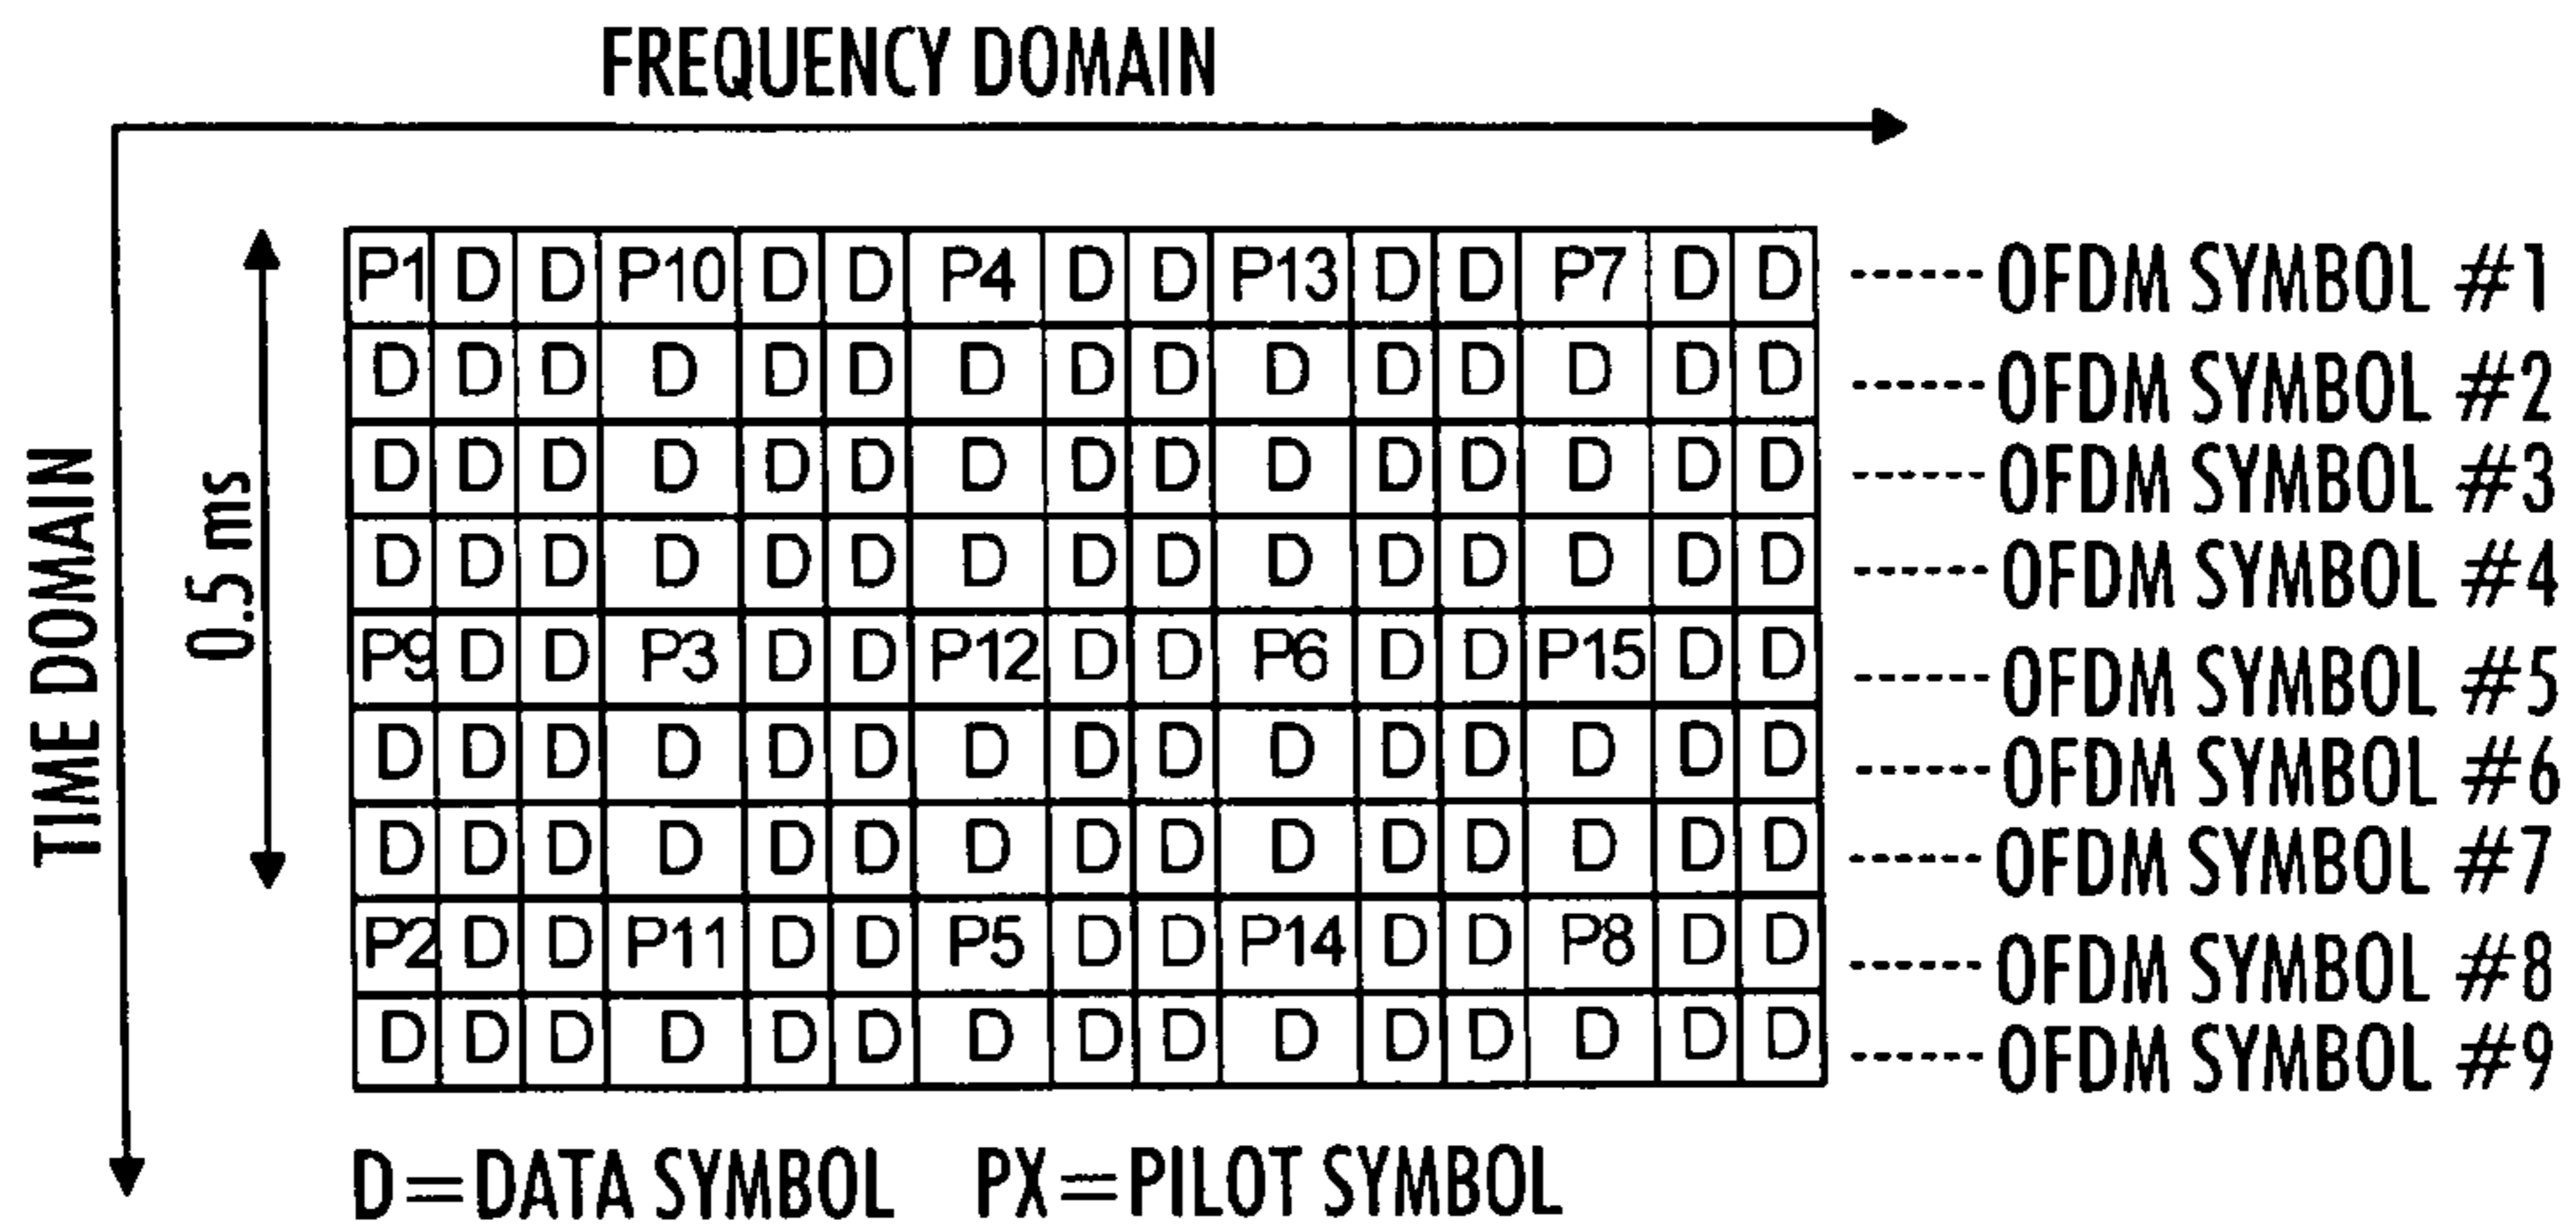 FREQUENCY DOMAIN
TIME DOMAIN
0.5 ms
P1 D D P10 D D P4 D D P13 D D P7 D D ------ OFDM SYMBOL #1
D D D D D D D D D D D D D D D ------ OFDM SYMBOL #2
D D D D D D D D D D D D D D D ------ OFDM SYMBOL #3
D D D D D D D D D D D D D D D ------ OFDM SYMBOL #4
P9 D D P3 D D P12 D D P6 D D P15 D D ------ OFDM SYMBOL #5
D D D D D D D D D D D D D D D ------ OFDM SYMBOL #6
D D D D D D D D D D D D D D D ------ OFDM SYMBOL #7
P2 D D P11 D D P5 D D P14 D D P8 D D ------ OFDM SYMBOL #8
D D D D D D D D D D D D D D D ------ OFDM SYMBOL #9
D=DATA SYMBOL PX=PILOT SYMBOL